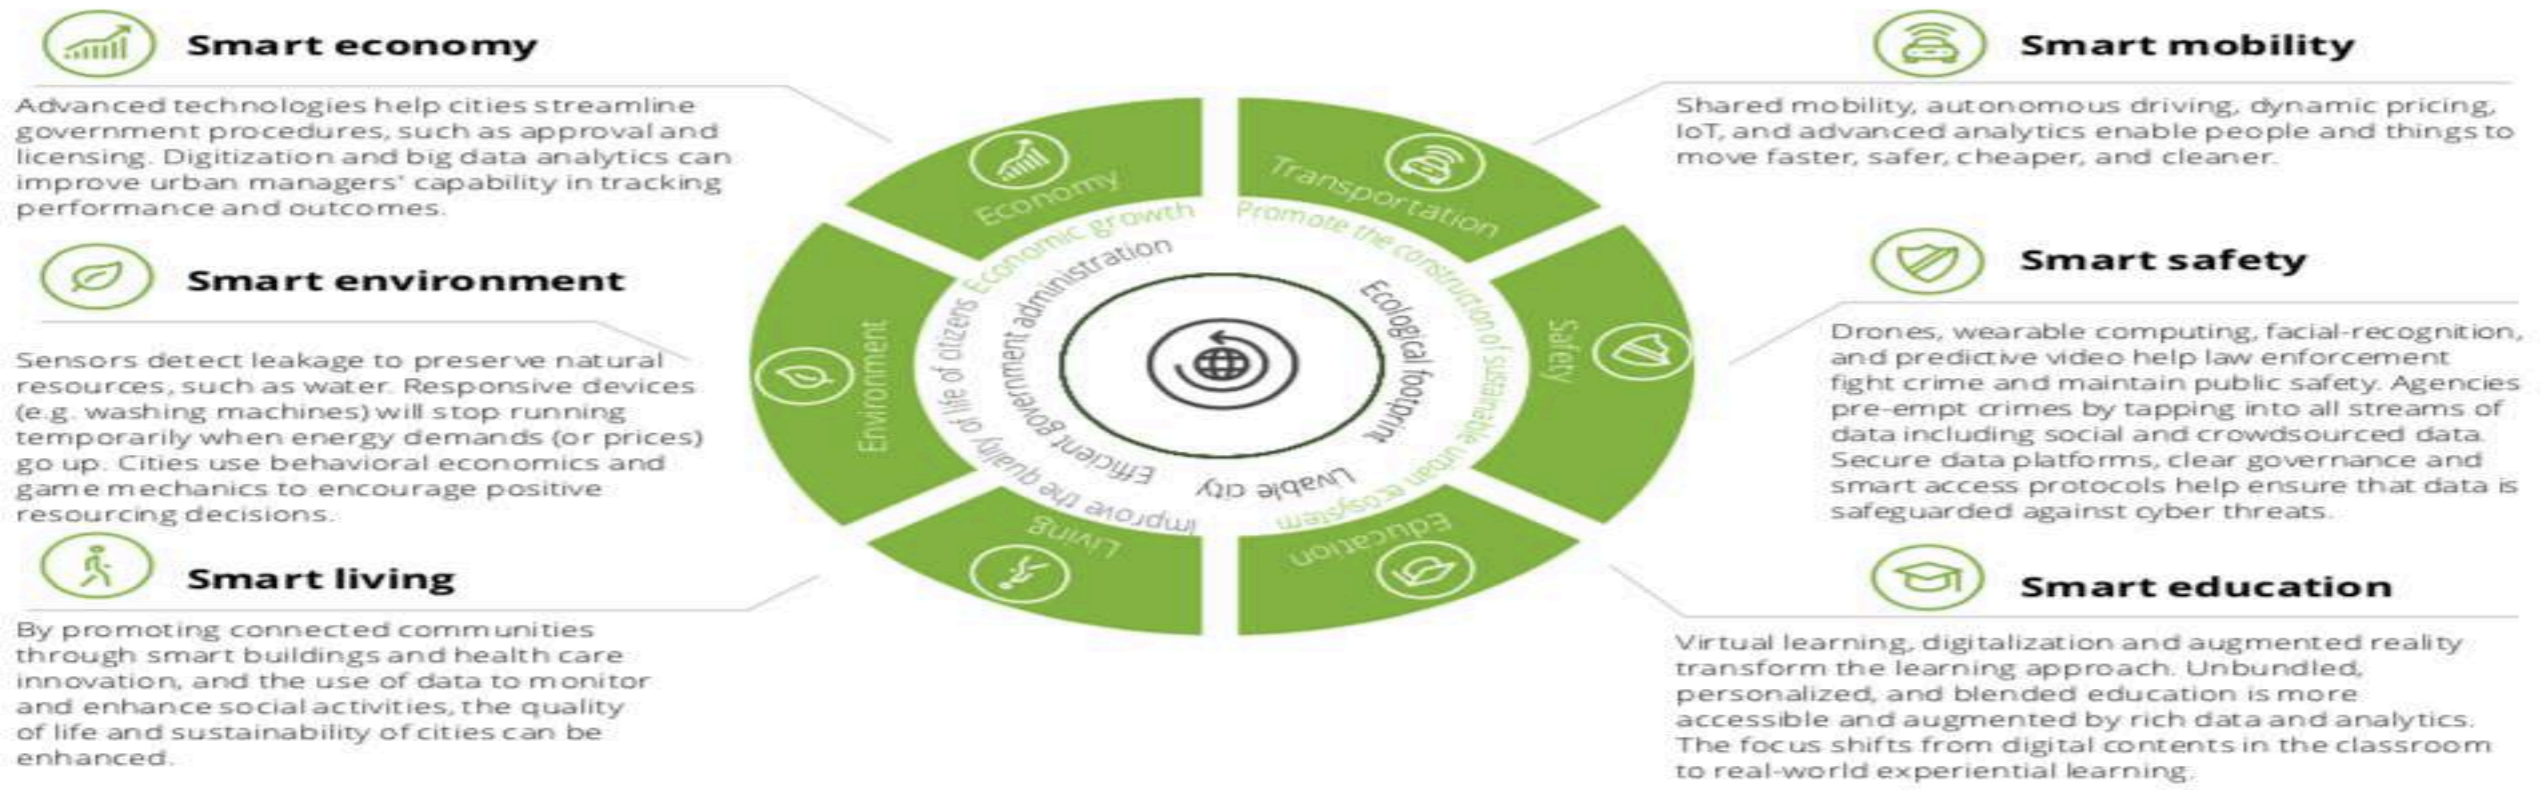 Smart economy
Advanced technologies help cities streamline
government procedures, such as approval and
licensing. Digitization and big data analytics can
improve urban managers' capability in tracking
performance and outcomes.
Smart environment
Sensors detect leakage to preserve natural
resources, such as water. Responsive devices
(e.g. washing machines) will stop running
temporarily when energy demands (or prices)
go up. Cities use behavioral economics and
game mechanics to encourage positive
resourcing decisions.
Smart living
By promoting connected communities
through smart buildings and health care
innovation, and the use of data to monitor
and enhance social activities, the quality
of life and sustainability of cities can be
enhanced.
Economy
Transportation
Safety
Education
Living
Environment
Economic growth
Promote the construction of sustainable urban ecosystem
Improve the quality of life of citizens
Efficient government administration
Ecological footprint
Livable city
Smart mobility
Shared mobility, autonomous driving, dynamic pricing,
IoT, and advanced analytics enable people and things to
move faster, safer, cheaper, and cleaner.
Smart safety
Drones, wearable computing, facial-recognition,
and predictive video help law enforcement
fight crime and maintain public safety. Agencies
pre-empt crimes by tapping into all streams of
data including social and crowdsourced data.
Secure data platforms, clear governance and
smart access protocols help ensure that data is
safeguarded against cyber threats.
Smart education
Virtual learning, digitalization and augmented reality
transform the learning approach. Unbundled,
personalized, and blended education is more
accessible and augmented by rich data and analytics.
The focus shifts from digital contents in the classroom
to real-world experiential learning.